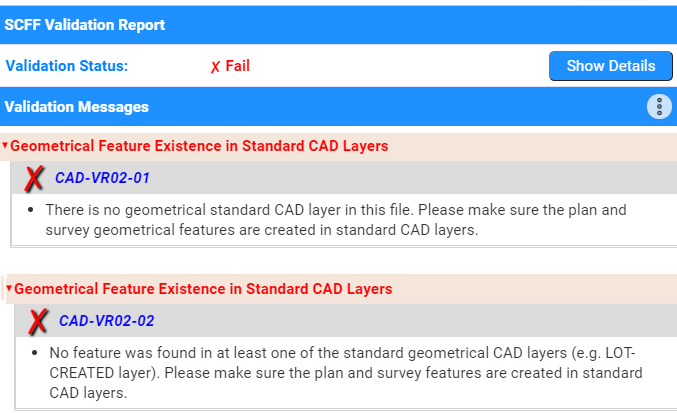 SCFF Validation Report
Validation Status: ✗ Fail Show Details
Validation Messages
▾Geometrical Feature Existence in Standard CAD Layers
✗ CAD-VR02-01
• There is no geometrical standard CAD layer in this file. Please make sure the plan and
survey geometrical features are created in standard CAD layers.
▾Geometrical Feature Existence in Standard CAD Layers
✗ CAD-VR02-02
• No feature was found in at least one of the standard geometrical CAD layers (e.g. LOT-
CREATED layer). Please make sure the plan and survey features are created in standard
CAD layers.